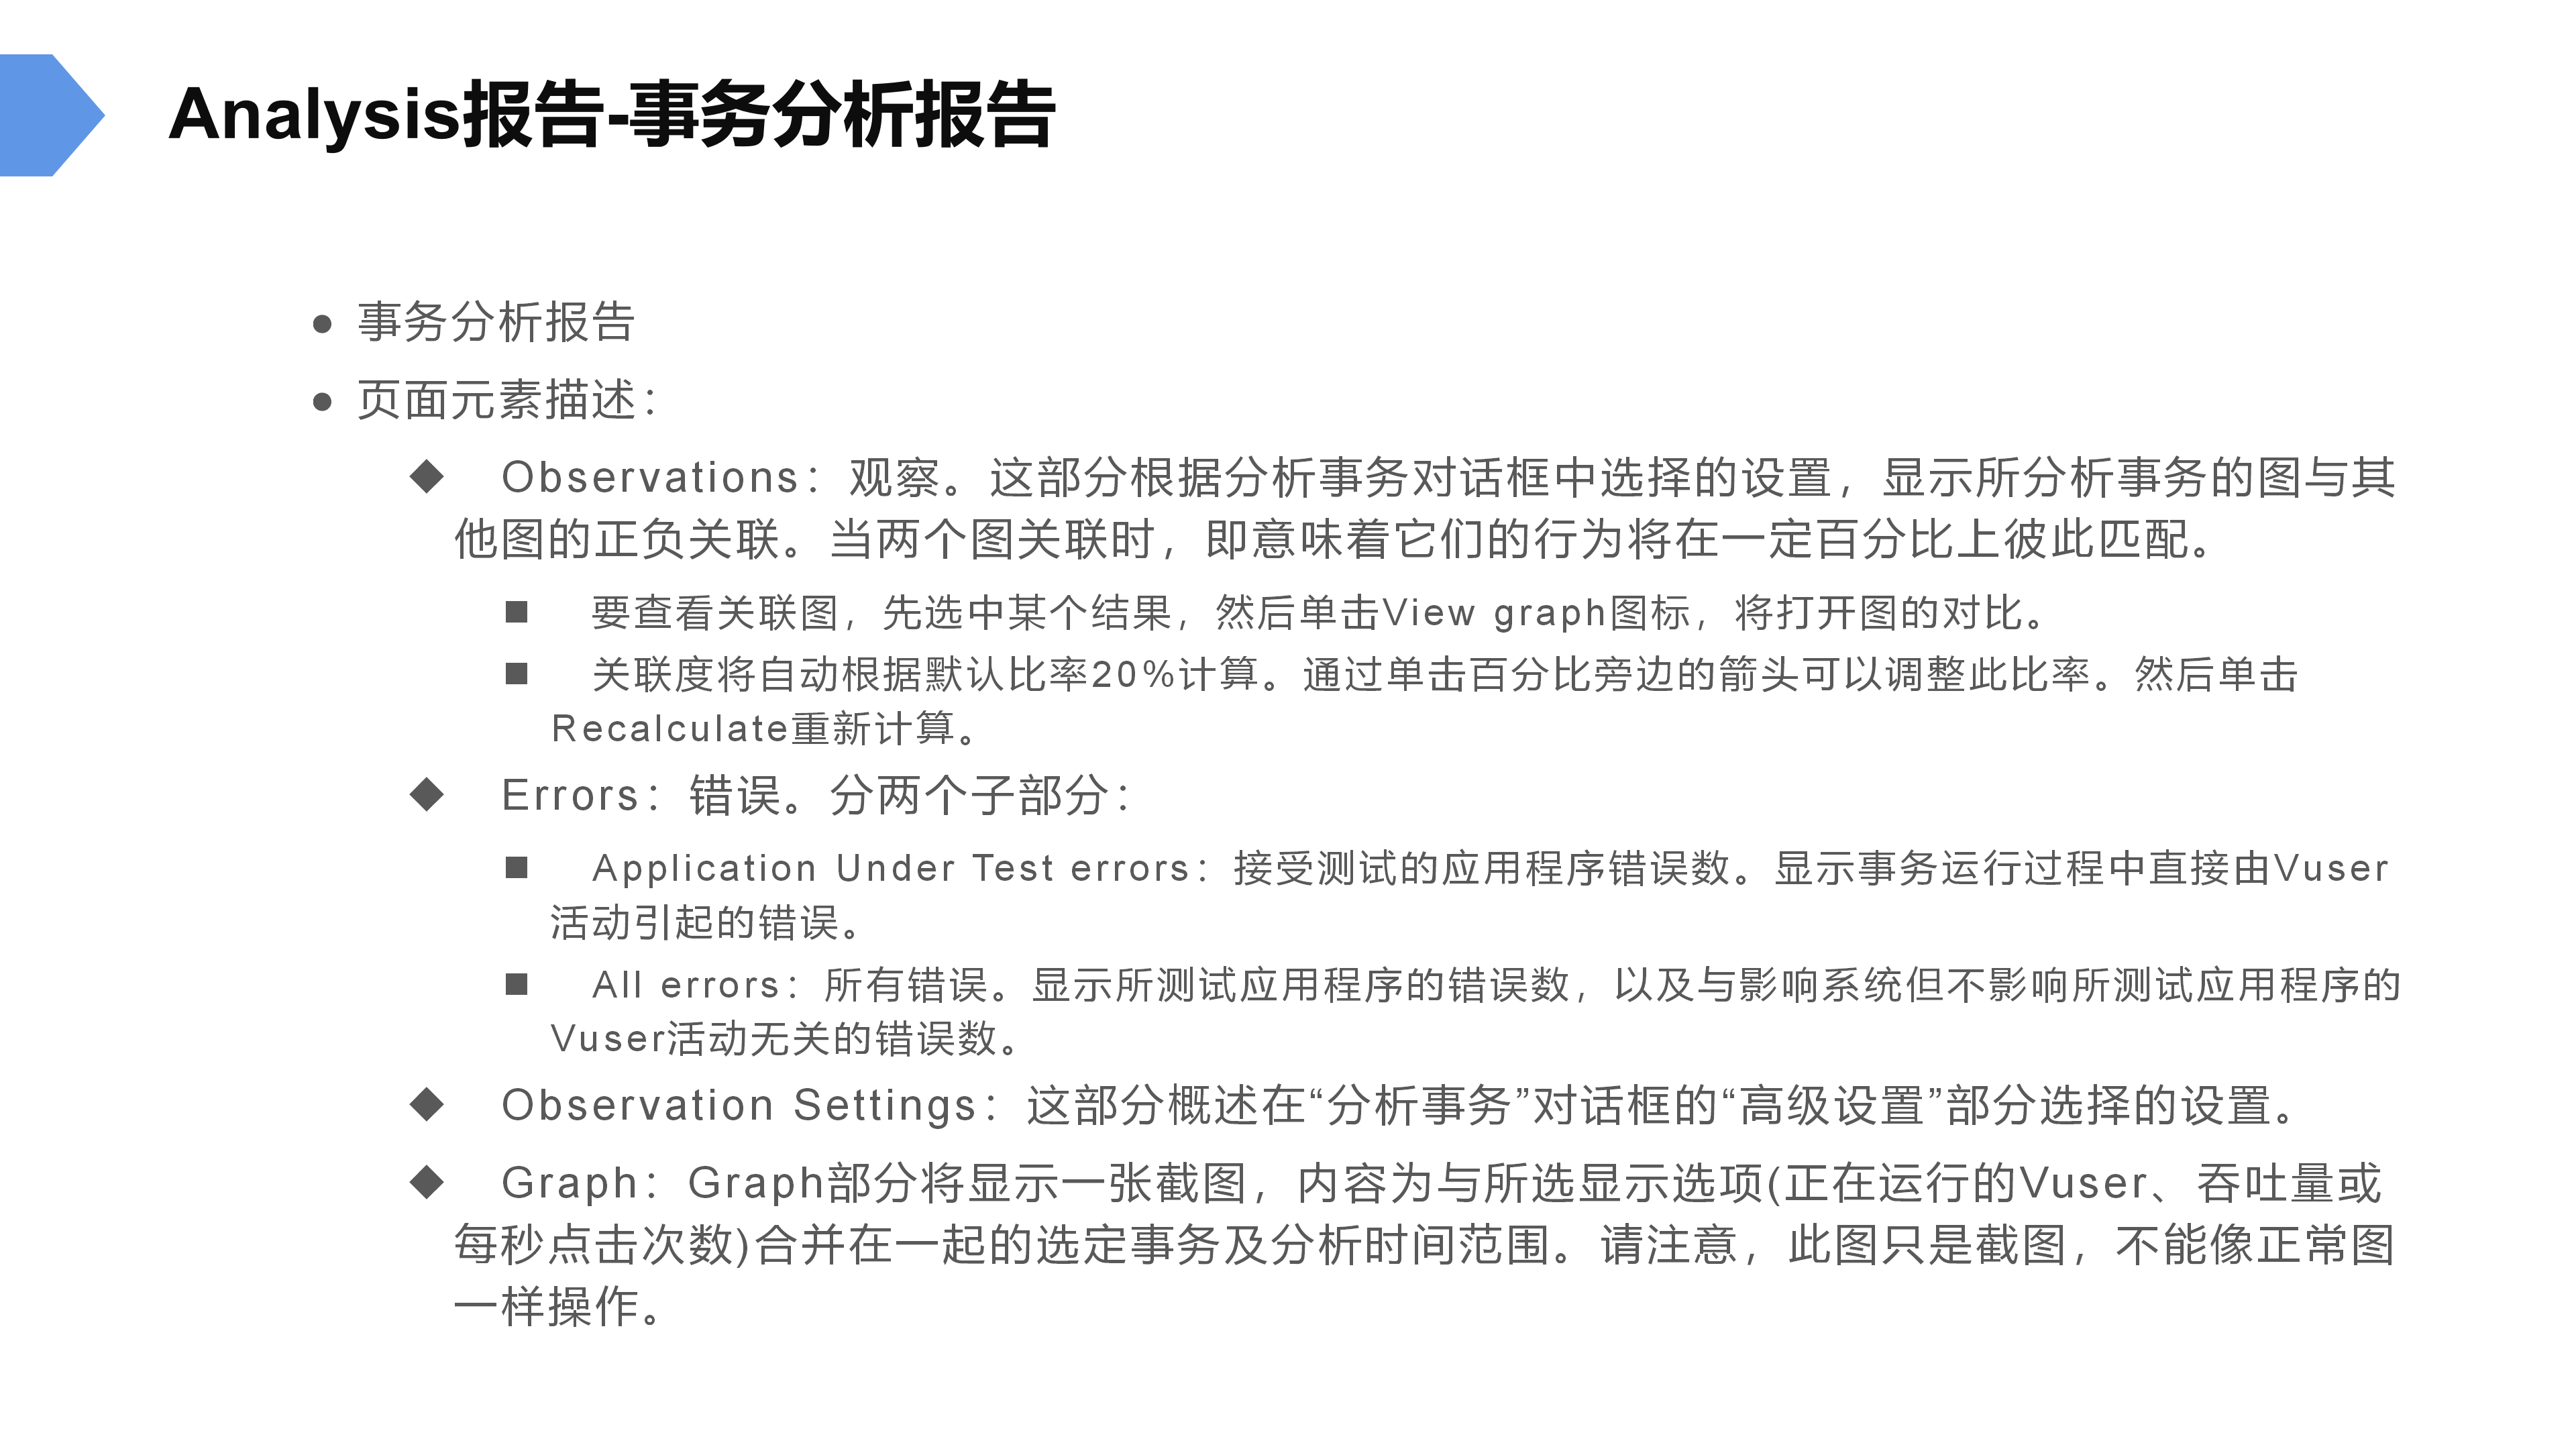 Analysis报告-事务分析报告
● 事务分析报告
● 页面元素描述：
◆ Observations：观察。这部分根据分析事务对话框中选择的设置，显示所分析事务的图与其
他图的正负关联。当两个图关联时，即意味着它们的行为将在一定百分比上彼此匹配。
■ 要查看关联图，先选中某个结果，然后单击View graph图标，将打开图的对比。
■ 关联度将自动根据默认比率20%计算。通过单击百分比旁边的箭头可以调整此比率。然后单击
Recalculate重新计算。
◆ Errors：错误。分两个子部分：
■ Application Under Test errors：接受测试的应用程序错误数。显示事务运行过程中直接由Vuser
活动引起的错误。
■ All errors：所有错误。显示所测试应用程序的错误数，以及与影响系统但不影响所测试应用程序的
Vuser活动无关的错误数。
◆ Observation Settings：这部分概述在“分析事务”对话框的“高级设置”部分选择的设置。
◆ Graph：Graph部分将显示一张截图，内容为与所选显示选项(正在运行的Vuser、吞吐量或
每秒点击次数)合并在一起的选定事务及分析时间范围。请注意，此图只是截图，不能像正常图
一样操作。